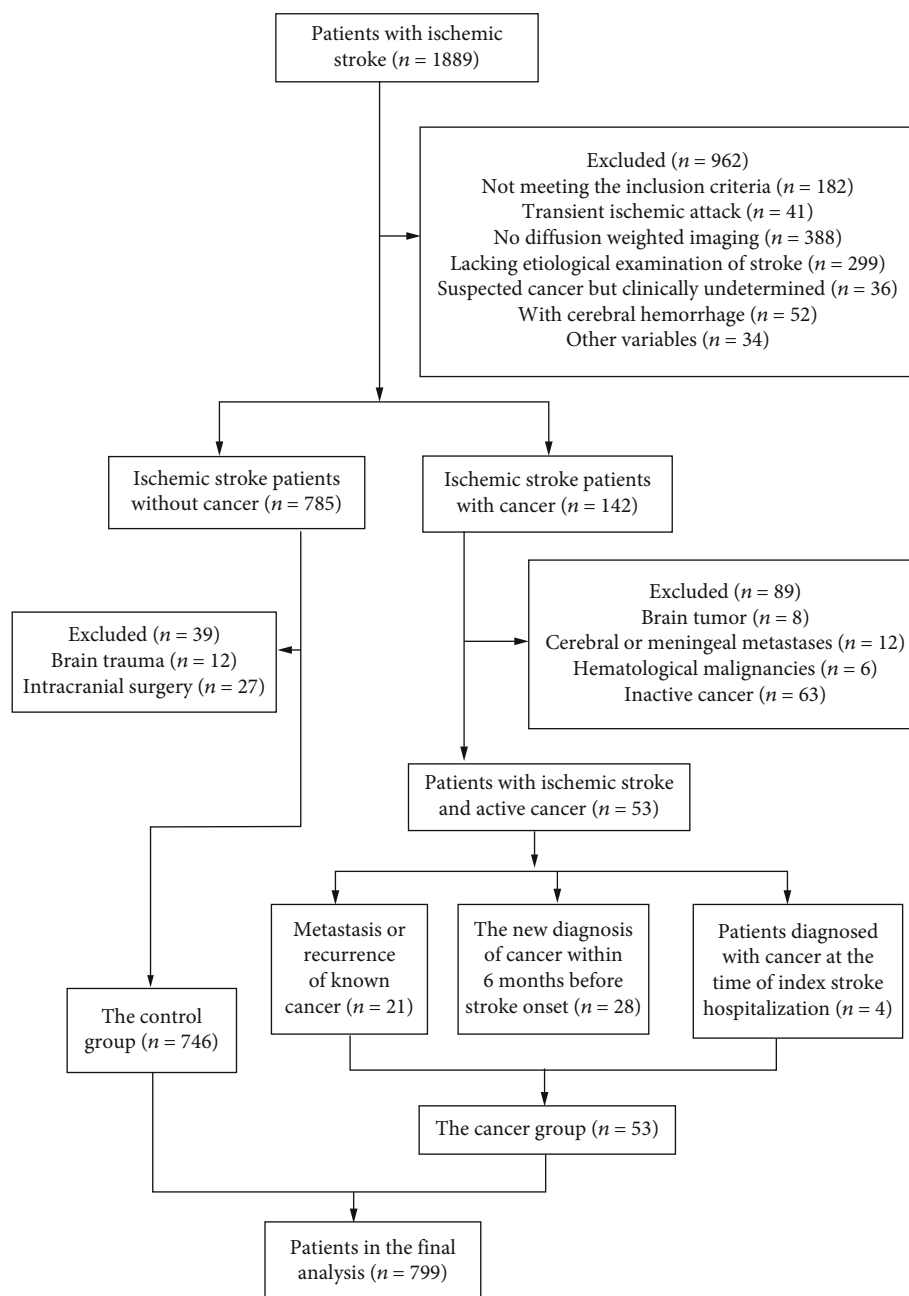 Patients with ischemic
stroke (n = 1889)
Excluded (n = 962)
Not meeting the inclusion criteria (n = 182)
Transient ischemic attack (n = 41)
No diffusion weighted imaging (n = 388)
Lacking etiological examination of stroke (n = 299)
Suspected cancer but clinically undetermined (n = 36)
With cerebral hemorrhage (n = 52)
Other variables (n = 34)
Ischemic stroke patients
without cancer (n = 785)
Ischemic stroke patients
with cancer (n = 142)
Excluded (n = 39)
Brain trauma (n = 12)
Intracranial surgery (n = 27)
Excluded (n = 89)
Brain tumor (n = 8)
Cerebral or meningeal metastases (n = 12)
Hematological malignancies (n = 6)
Inactive cancer (n = 63)
Patients with ischemic stroke
and active cancer (n = 53)
Metastasis or
recurrence
of known
cancer (n = 21)
The new diagnosis
of cancer within
6 months before
stroke onset (n = 28)
Patients diagnosed
with cancer at the
time of index stroke
hospitalization (n = 4)
The control
group (n = 746)
The cancer group (n = 53)
Patients in the final
analysis (n = 799)